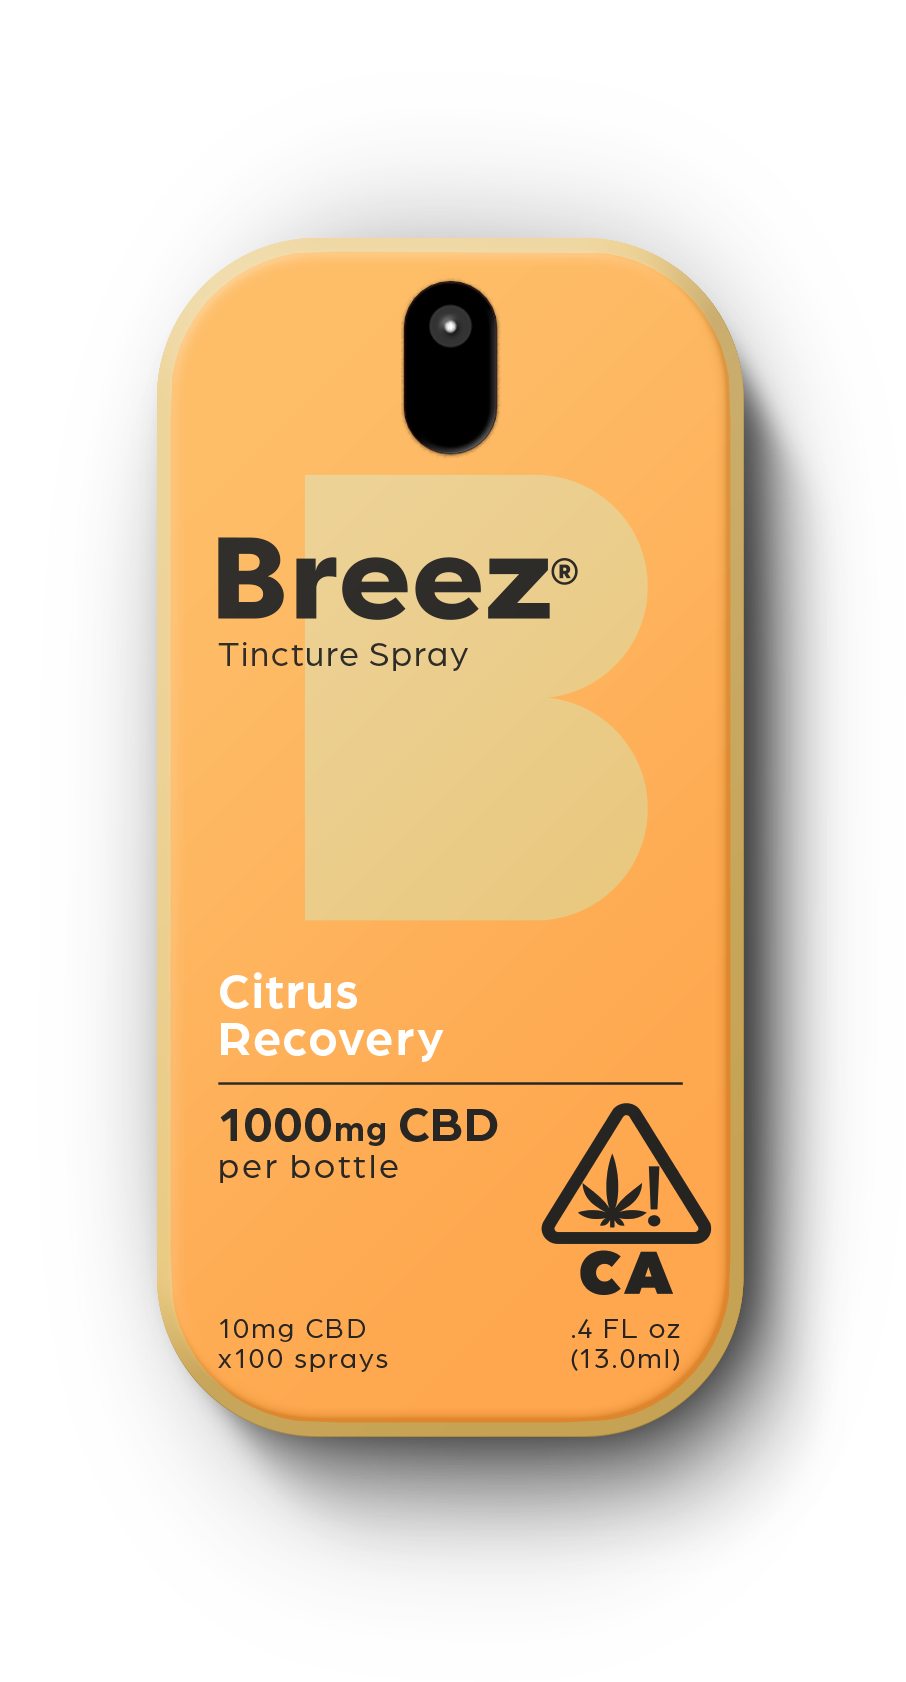 Breez®
Tincture Spray
Citrus
Recovery
1000mg CBD
per bottle
!
CA
10mg CBD
x100 sprays
.4 FL oz
(13.0ml)